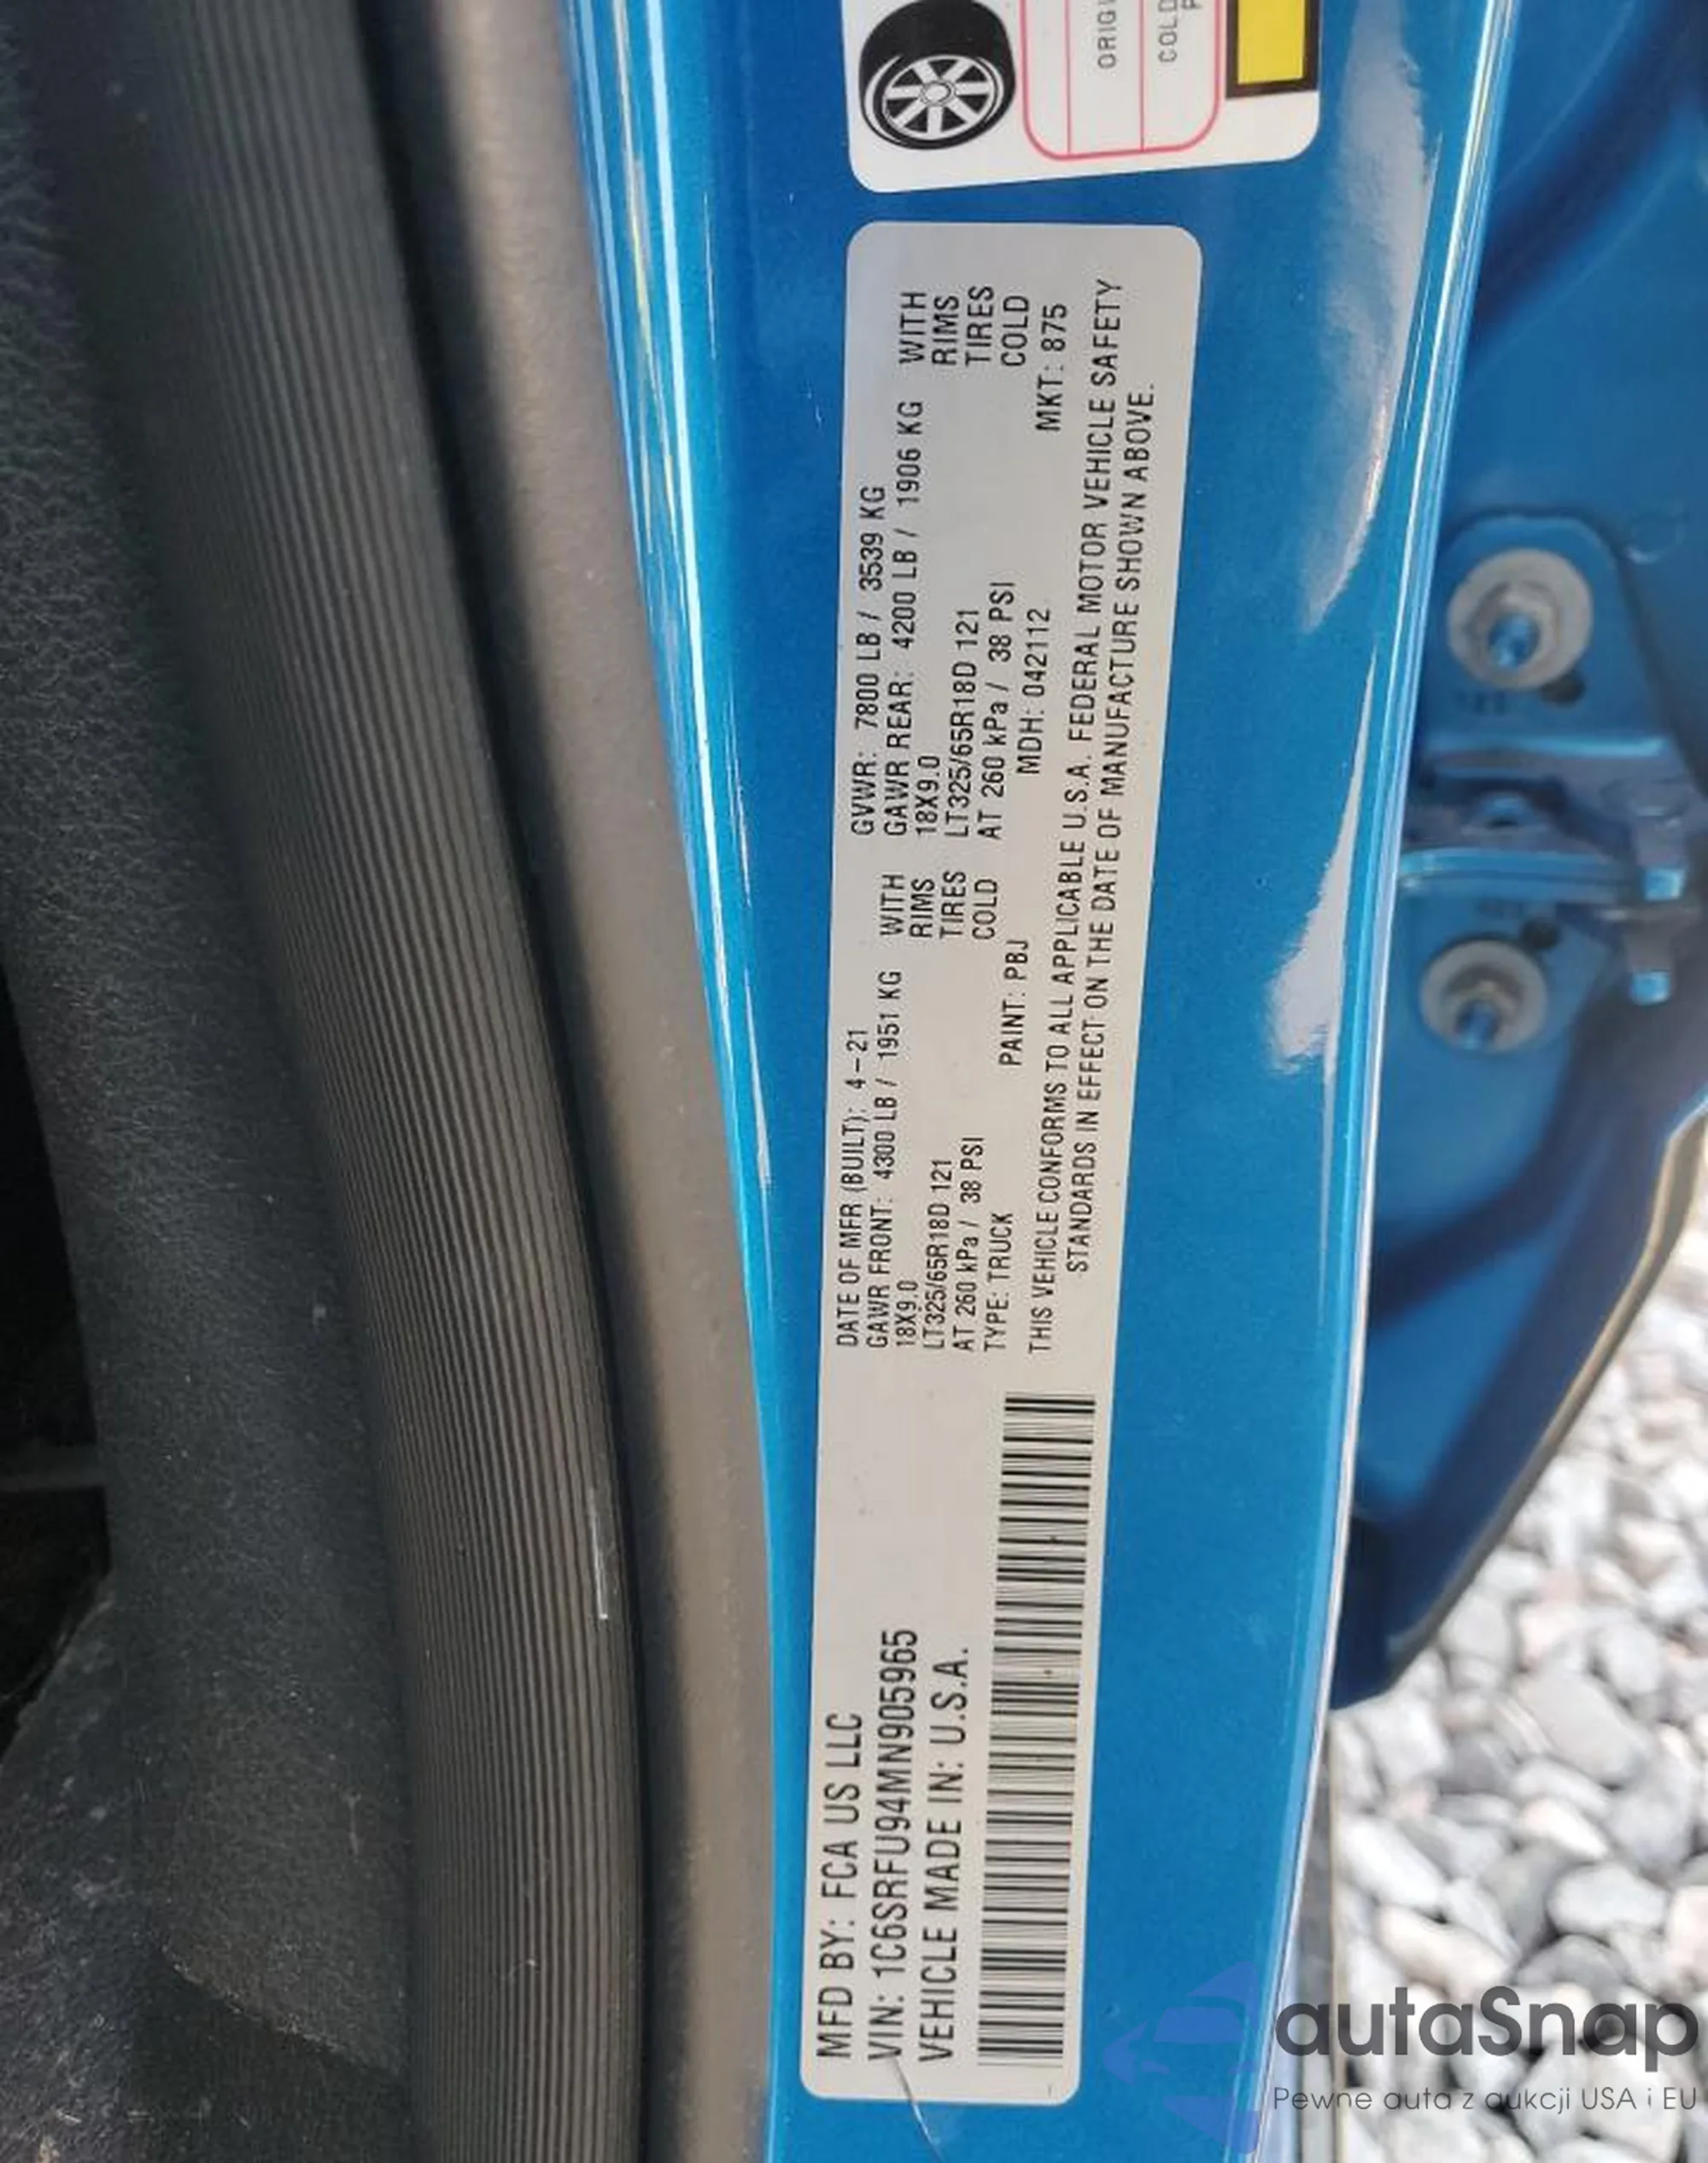 MFD BY: FCA US LLC
VIN: 1C6SRFU94MN905965
VEHICLE MADE IN: U.S.A.
DATE OF MFR (BUILT): 4-21 GVWR: 7800 LB / 3539 KG
GAWR FRONT: 4300 LB / 1951 KG WITH GAWR REAR: 4200 LB / 1906 KG WITH
18X9.0 RIMS 18X9.0 RIMS
LT325/65R18D 121 TIRES LT325/65R18D 121 TIRES
AT 260 kPa / 38 PSI COLD AT 260 kPa / 38 PSI COLD
TYPE: TRUCK PAINT: PBJ MDH: 042112 MKT: 875
THIS VEHICLE CONFORMS TO ALL APPLICABLE U.S.A. FEDERAL MOTOR VEHICLE SAFETY
STANDARDS IN EFFECT ON THE DATE OF MANUFACTURE SHOWN ABOVE.
COLD
autaSnap
Pewne auta z aukcji USA i EU